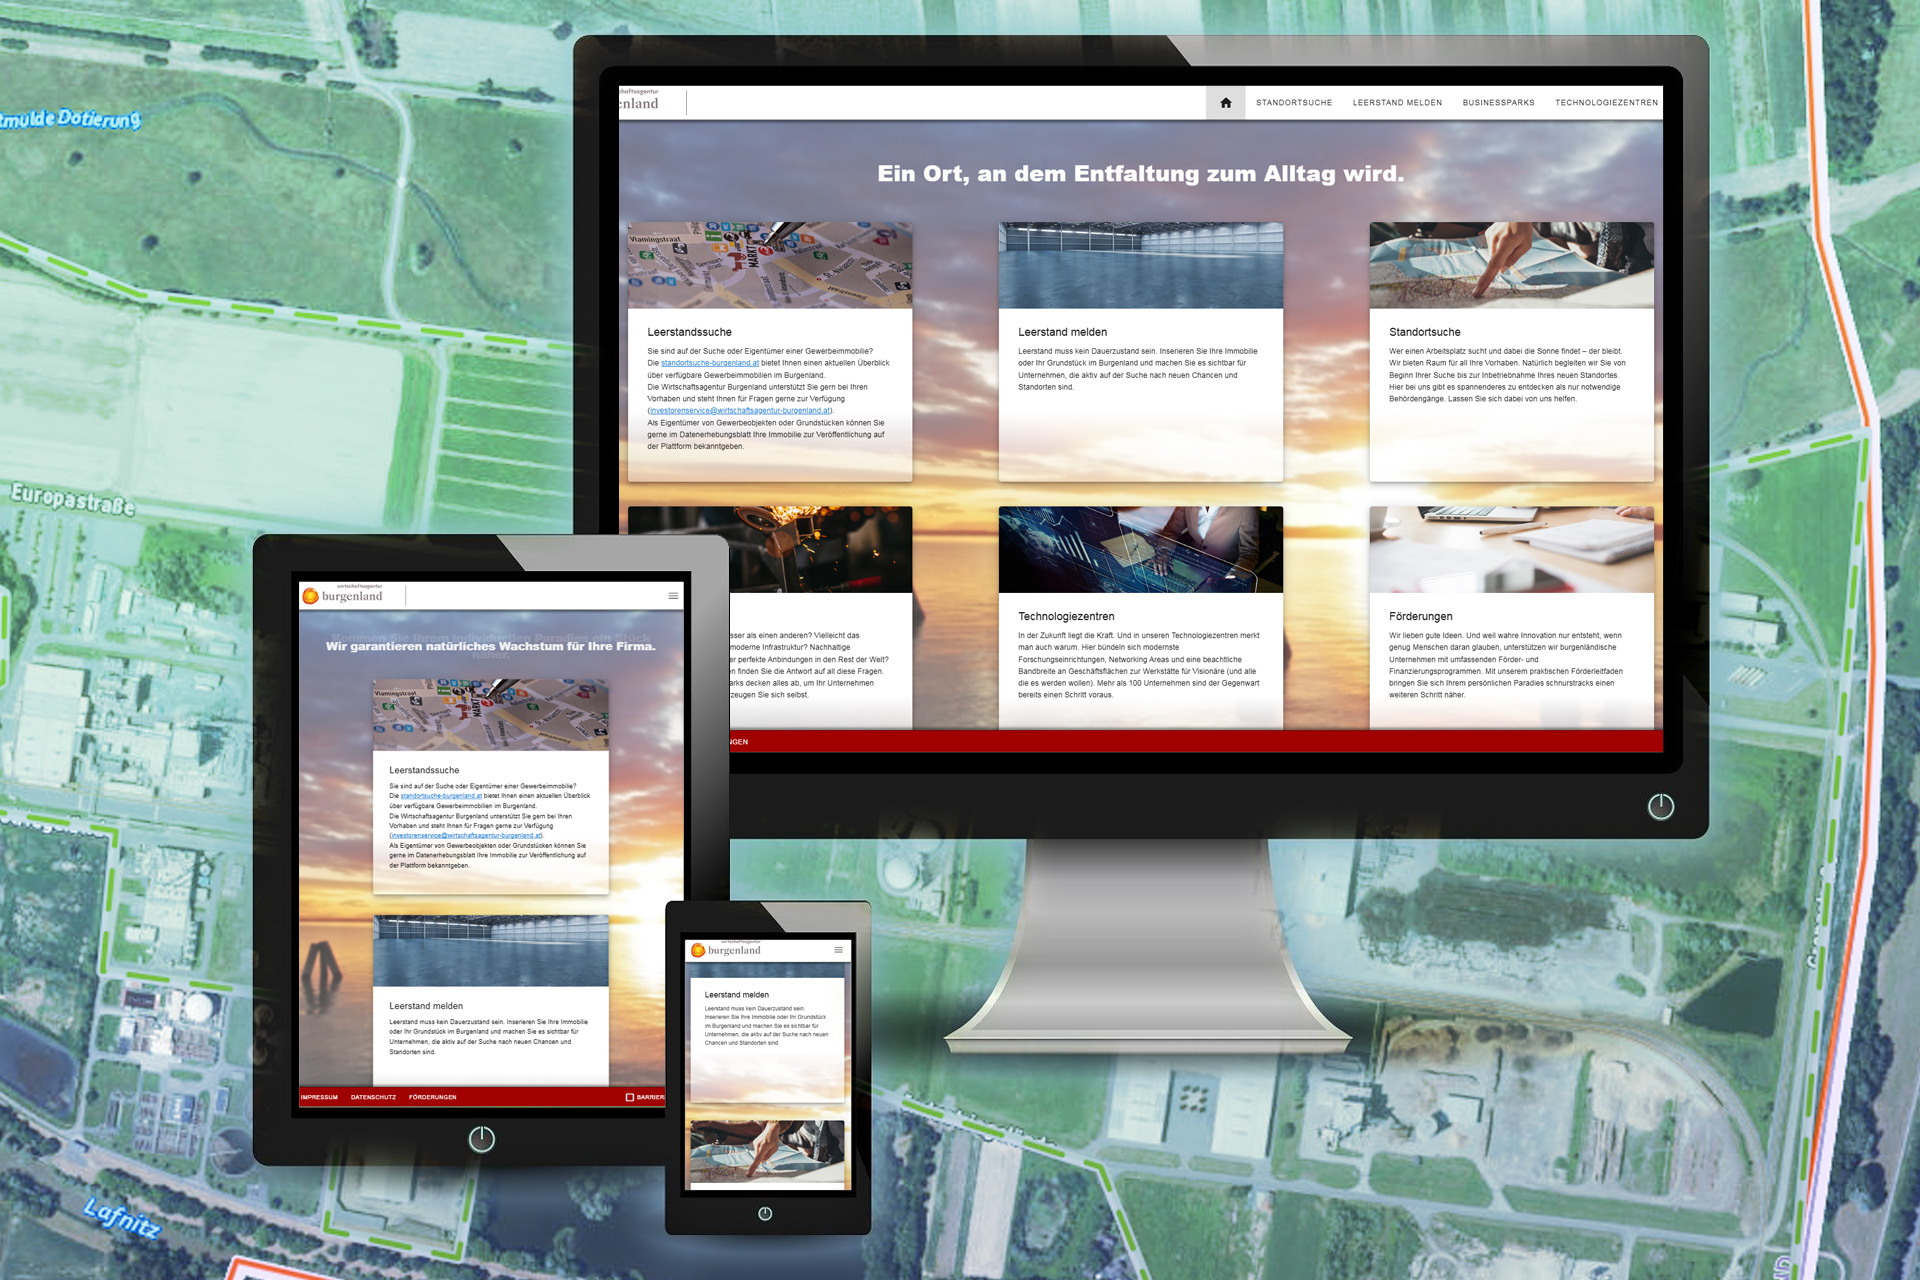 tmulde Dotierung
Europastraße
Lafnitz
schaftsagentur
enland
STANDORTSUCHE
LEERSTAND MELDEN
BUSINESSPARKS
TECHNOLOGIEZENTREN
Ein Ort, an dem Entfaltung zum Alltag wird.
Vlamingstraat
MARKT
Leerstandssuche
Sie sind auf der Suche oder Eigentümer einer Gewerbeimmobilie?
Die standortsuche-burgenland.at bietet Ihnen einen aktuellen Überblick
über verfügbare Gewerbeimmobilien im Burgenland.
Die Wirtschaftsagentur Burgenland unterstützt Sie gern bei Ihren
Vorhaben und steht Ihnen für Fragen gerne zur Verfügung
(investorenservice@wirtschaftsagentur-burgenland.at).
Als Eigentümer von Gewerbeobjekten oder Grundstücken können Sie
gerne im Datenerhebungsblatt Ihre Immobilie zur Veröffentlichung auf
der Plattform bekanntgeben.
Leerstand melden
Leerstand muss kein Dauerzustand sein. Inserieren Sie Ihre Immobilie
oder Ihr Grundstück im Burgenland und machen Sie es sichtbar für
Unternehmen, die aktiv auf der Suche nach neuen Chancen und
Standorten sind.
Standortsuche
Wer einen Arbeitsplatz sucht und dabei die Sonne findet – der bleibt.
Wir bieten Raum für all Ihre Vorhaben. Natürlich begleiten wir Sie von
Beginn Ihrer Suche bis zur Inbetriebnahme Ihres neuen Standortes.
Hier bei uns gibt es spannenderes zu entdecken als nur notwendige
Behördengänge. Lassen Sie sich dabei von uns helfen.
sser als einen anderen? Vielleicht das
moderne Infrastruktur? Nachhaltige
er perfekte Anbindungen in den Rest der Welt?
en finden Sie die Antwort auf all diese Fragen.
arks decken alles ab, um Ihr Unternehmen
rzeugen Sie sich selbst.
Technologiezentren
In der Zukunft liegt die Kraft. Und in unseren Technologiezentren merkt
man auch warum. Hier bündeln sich modernste
Forschungseinrichtungen, Networking Areas und eine beachtliche
Bandbreite an Geschäftsflächen zur Werkstätte für Visionäre (und alle
die es werden wollen). Mehr als 100 Unternehmen sind der Gegenwart
bereits einen Schritt voraus.
Förderungen
Wir lieben gute Ideen. Und weil wahre Innovation nur entsteht, wenn
genug Menschen daran glauben, unterstützen wir burgenländische
Unternehmen mit umfassenden Förder- und
Finanzierungsprogrammen. Mit unserem praktischen Förderleitfaden
bringen Sie sich Ihrem persönlichen Paradies schnurstracks einen
weiteren Schritt näher.
NGEN
wirtschaftsagentur
burgenland
Kommen Sie Ihrem individuellen Paradies ein Stück
näher.
Wir garantieren natürliches Wachstum für Ihre Firma.
Vlamingstraat
MARKT
Leerstandssuche
Sie sind auf der Suche oder Eigentümer einer Gewerbeimmobilie?
Die standortsuche-burgenland.at bietet Ihnen einen aktuellen Überblick
über verfügbare Gewerbeimmobilien im Burgenland.
Die Wirtschaftsagentur Burgenland unterstützt Sie gern bei Ihren
Vorhaben und steht Ihnen für Fragen gerne zur Verfügung
(investorenservice@wirtschaftsagentur-burgenland.at).
Als Eigentümer von Gewerbeobjekten oder Grundstücken können Sie
gerne im Datenerhebungsblatt Ihre Immobilie zur Veröffentlichung auf
der Plattform bekanntgeben.
Leerstand melden
Leerstand muss kein Dauerzustand sein. Inserieren Sie Ihre Immobilie
oder Ihr Grundstück im Burgenland und machen Sie es sichtbar für
Unternehmen, die aktiv auf der Suche nach neuen Chancen und
Standorten sind.
IMPRESSUM
DATENSCHUTZ
FÖRDERUNGEN
BARRIER
wirtschaftsagentur
burgenland
Leerstand melden
Leerstand muss kein Dauerzustand sein.
Inserieren Sie Ihre Immobilie oder Ihr Grundstück
im Burgenland und machen Sie es sichtbar für
Unternehmen, die aktiv auf der Suche nach neuen
Chancen und Standorten sind.